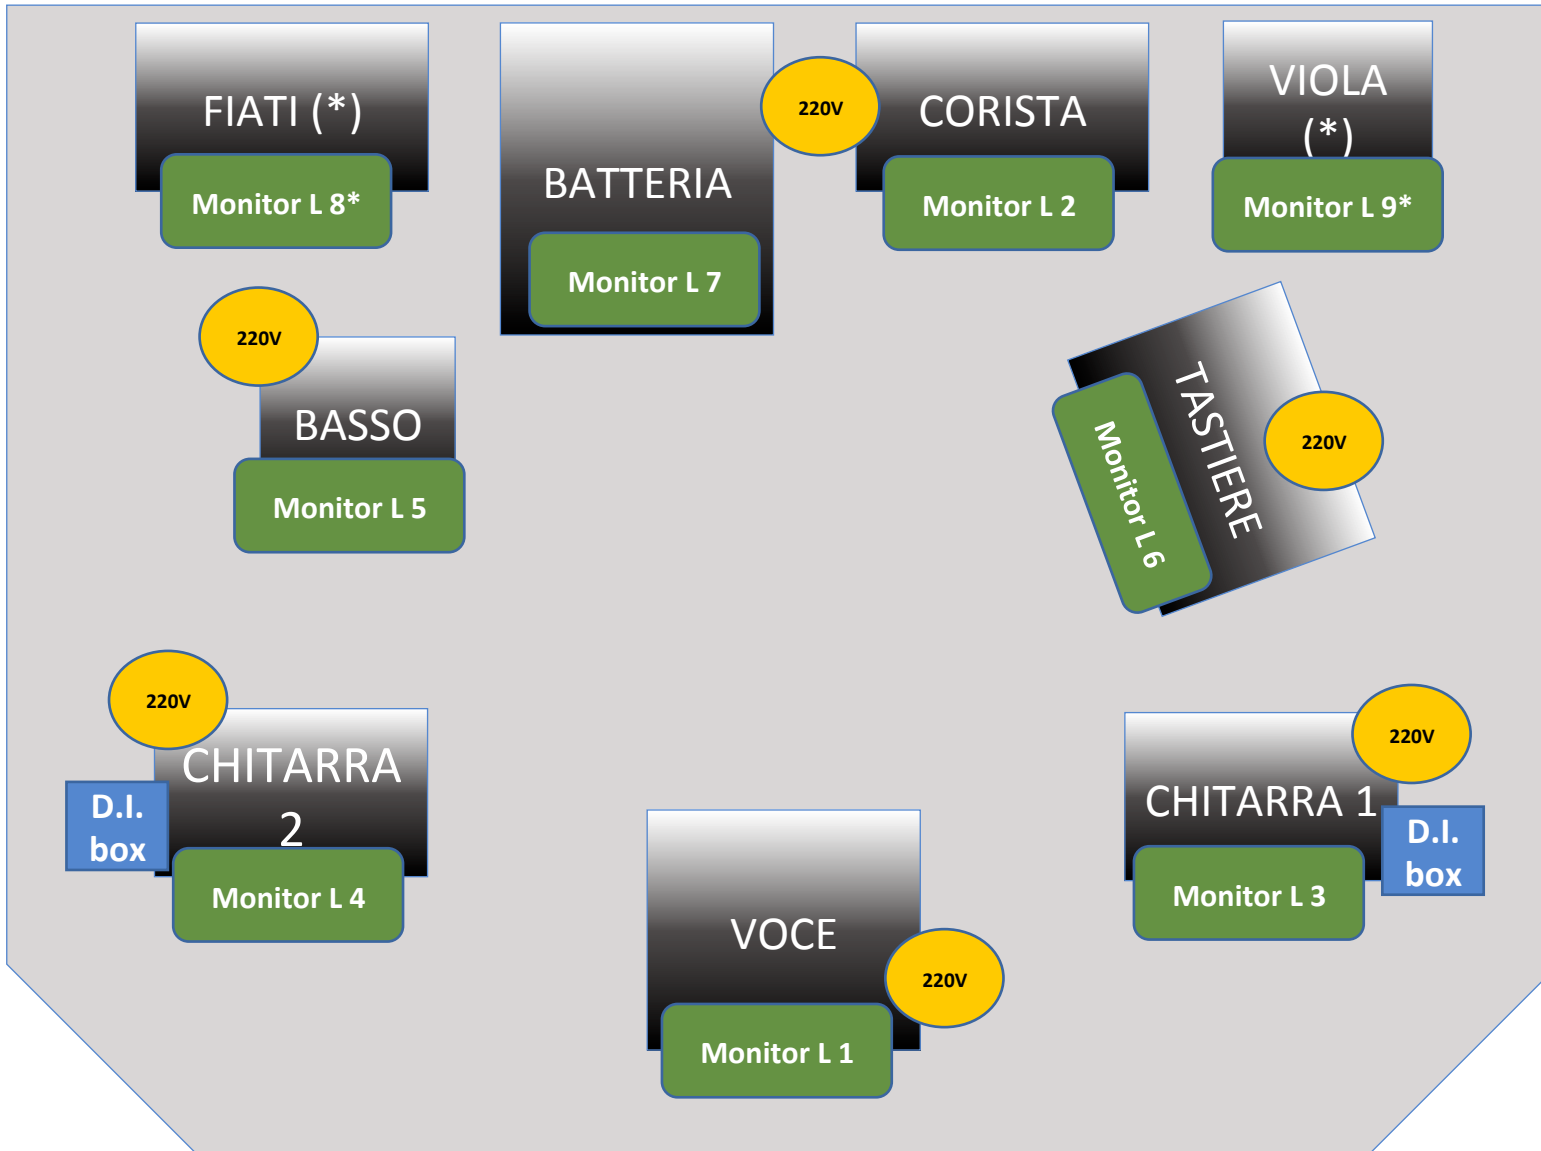 FIATI (*)
Monitor L 8*
BATTERIA
Monitor L 7
220V
CORISTA
Monitor L 2
VIOLA
(*)
Monitor L 9*
220V
BASSO
Monitor L 5
TASTIERE
Monitor L 6
220V
220V
CHITARRA
2
D.I.
box
Monitor L 4
VOCE
220V
Monitor L 1
220V
CHITARRA 1
D.I.
box
Monitor L 3